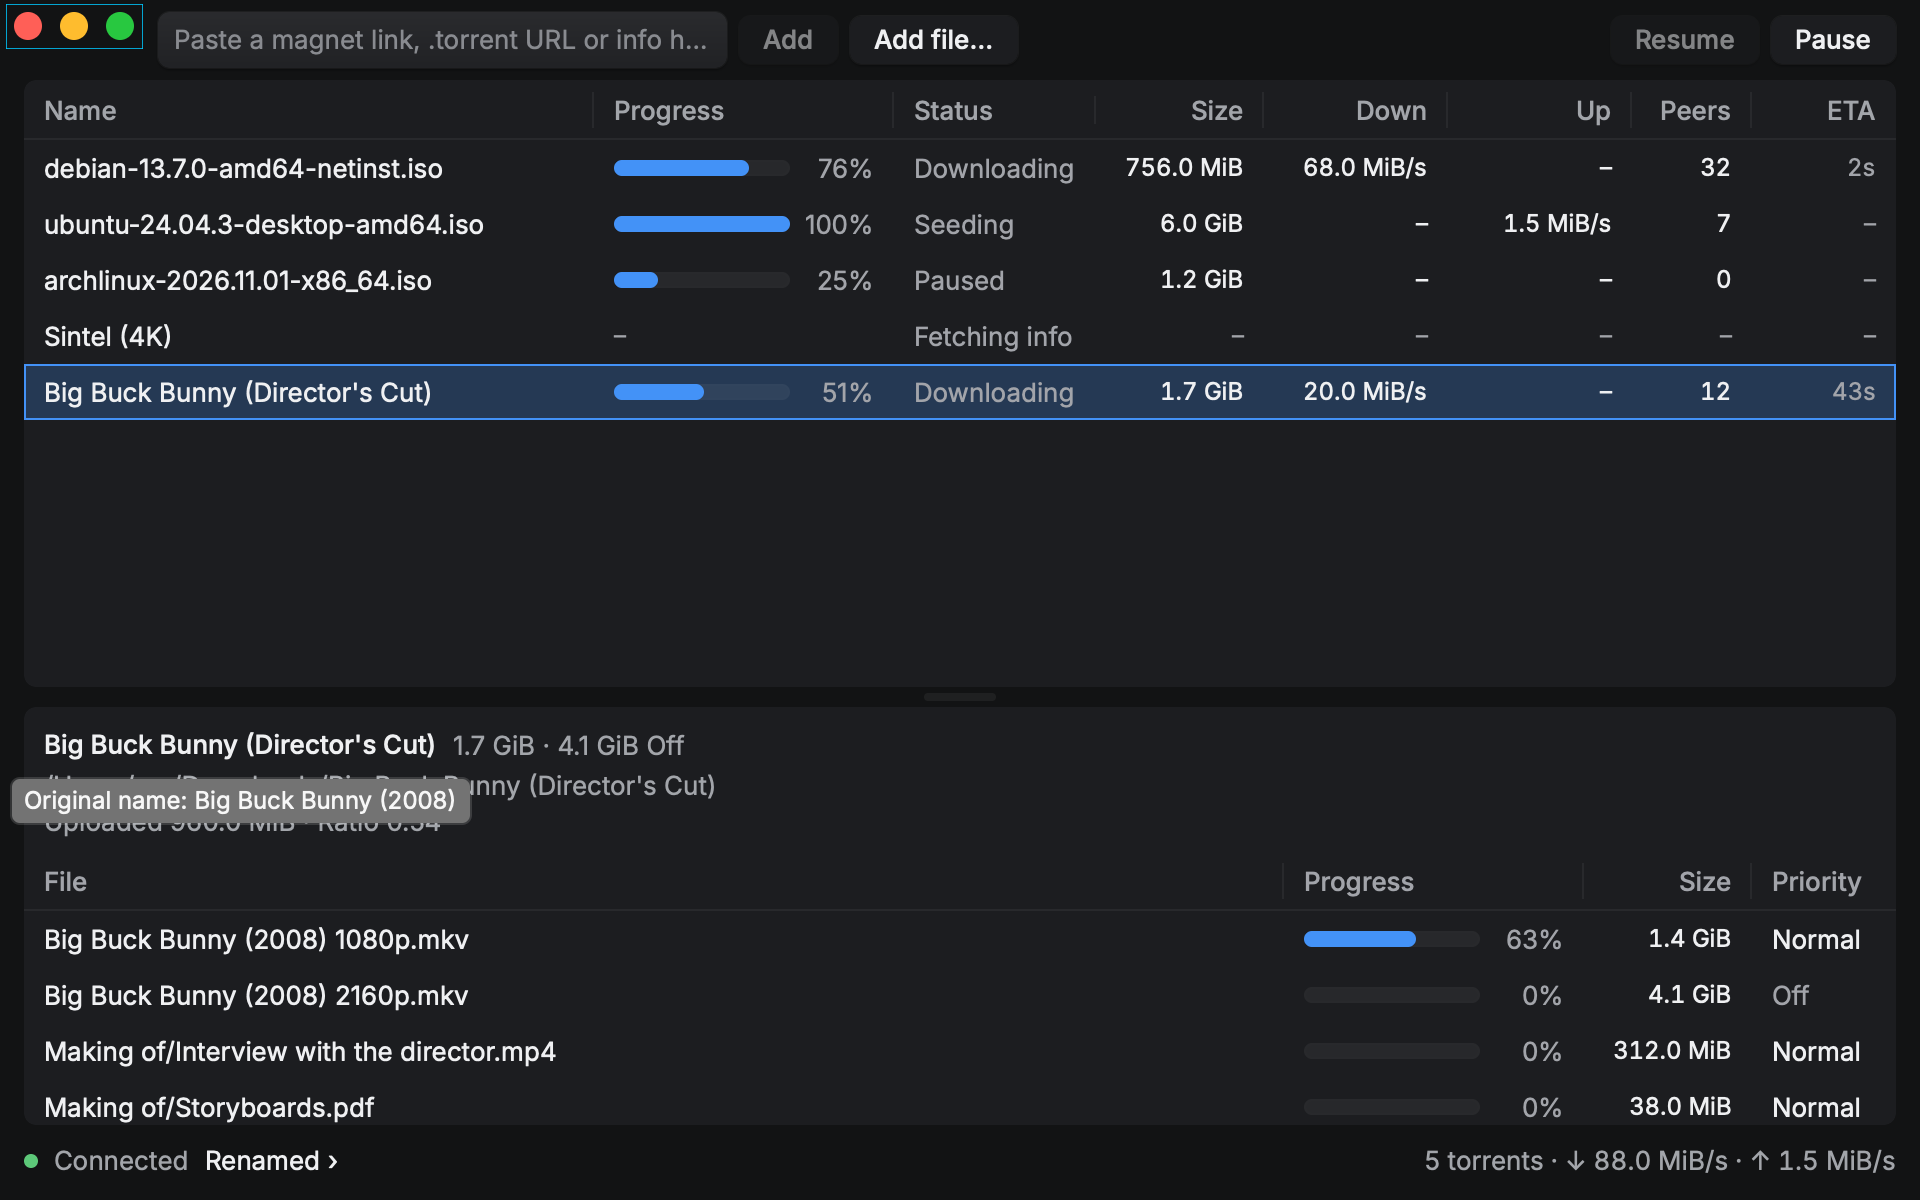 Paste a magnet link, .torrent URL or info h... Add Add file... Resume Pause
Name Progress Status Size Down Up Peers ETA
debian-13.7.0-amd64-netinst.iso 76% Downloading 756.0 MiB 68.0 MiB/s – 32 2s
ubuntu-24.04.3-desktop-amd64.iso 100% Seeding 6.0 GiB – 1.5 MiB/s 7 –
archlinux-2026.11.01-x86_64.iso 25% Paused 1.2 GiB – – 0 –
Sintel (4K) – Fetching info – – – – –
Big Buck Bunny (Director's Cut) 51% Downloading 1.7 GiB 20.0 MiB/s – 12 43s
Big Buck Bunny (Director's Cut) 1.7 GiB · 4.1 GiB Off
(Director's Cut)
Original name: Big Buck Bunny (2008)
Uploaded 960.0 MiB · Ratio 0.54
File Progress Size Priority
Big Buck Bunny (2008) 1080p.mkv 63% 1.4 GiB Normal
Big Buck Bunny (2008) 2160p.mkv 0% 4.1 GiB Off
Making of/Interview with the director.mp4 0% 312.0 MiB Normal
Making of/Storyboards.pdf 0% 38.0 MiB Normal
Connected Renamed › 5 torrents · ↓ 88.0 MiB/s · ↑ 1.5 MiB/s